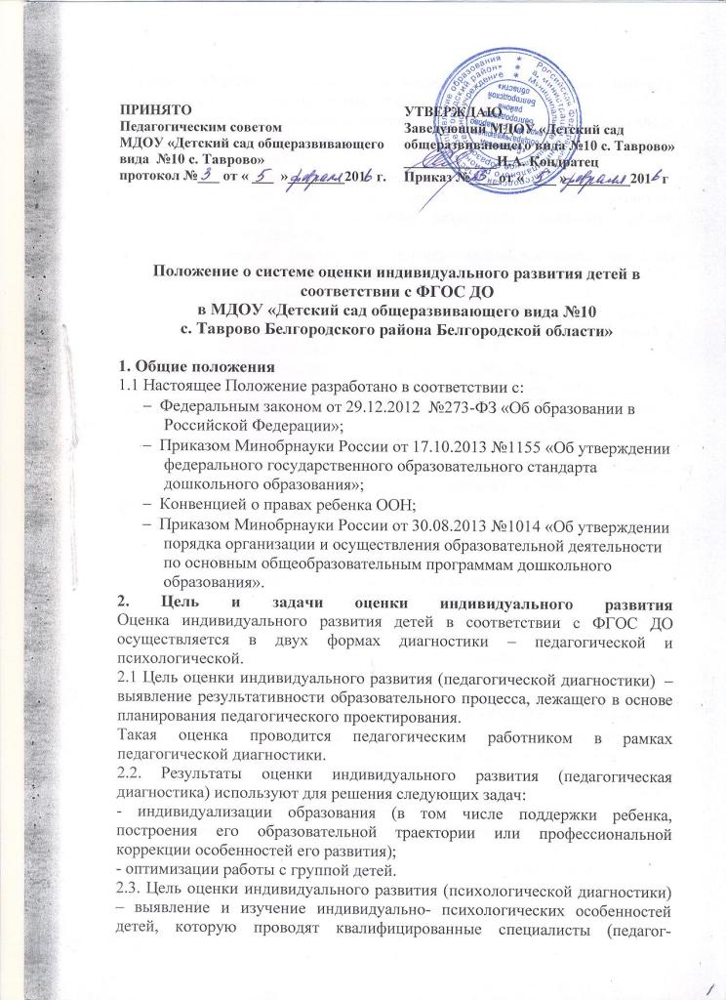 ПРИНЯТО
Педагогическим советом
МДОУ «Детский сад общеразвивающего
вида №10 с. Таврово»
протокол № 3 от « 5 » февраля 2016 г.
УТВЕРЖДАЮ
Заведующий МДОУ «Детский сад
общеразвивающего вида №10 с. Таврово»
И.А. Кондратец
Приказ № от « 5 » февраля 2016 г
Положение о системе оценки индивидуального развития детей в
соответствии с ФГОС ДО
в МДОУ «Детский сад общеразвивающего вида №10
с. Таврово Белгородского района Белгородской области»
1. Общие положения
1.1 Настоящее Положение разработано в соответствии с:
– Федеральным законом от 29.12.2012 №273-ФЗ «Об образовании в
Российской Федерации»;
– Приказом Минобрнауки России от 17.10.2013 №1155 «Об утверждении
федерального государственного образовательного стандарта
дошкольного образования»;
– Конвенцией о правах ребенка ООН;
– Приказом Минобрнауки России от 30.08.2013 №1014 «Об утверждении
порядка организации и осуществления образовательной деятельности
по основным общеобразовательным программам дошкольного
образования».
2. Цель и задачи оценки индивидуального развития
Оценка индивидуального развития детей в соответствии с ФГОС ДО
осуществляется в двух формах диагностики – педагогической и
психологической.
2.1 Цель оценки индивидуального развития (педагогической диагностики) –
выявление результативности образовательного процесса, лежащего в основе
планирования педагогического проектирования.
Такая оценка проводится педагогическим работником в рамках
педагогической диагностики.
2.2. Результаты оценки индивидуального развития (педагогическая
диагностика) используют для решения следующих задач:
- индивидуализации образования (в том числе поддержки ребенка,
построения его образовательной траектории или профессиональной
коррекции особенностей его развития);
- оптимизации работы с группой детей.
2.3. Цель оценки индивидуального развития (психологической диагностики)
– выявление и изучение индивидуально- психологических особенностей
детей, которую проводят квалифицированные специалисты (педагог-
1